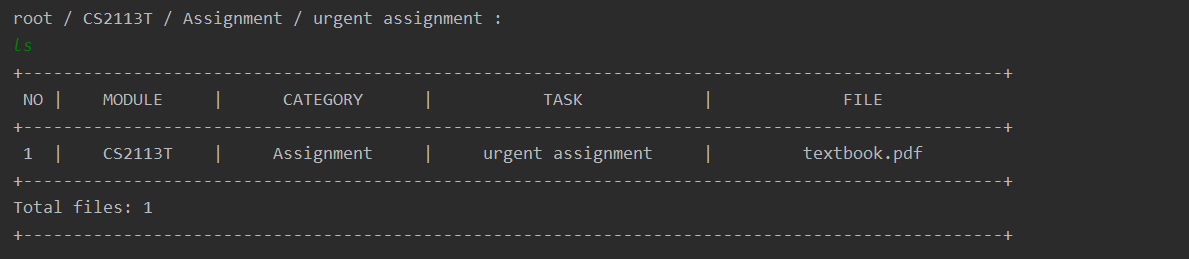 root / CS2113T / Assignment / urgent assignment :
ls
+--------------------------------------------------------------------------------------------------+
NO | MODULE | CATEGORY | TASK | FILE
+--------------------------------------------------------------------------------------------------+
1 | CS2113T | Assignment | urgent assignment | textbook.pdf
+--------------------------------------------------------------------------------------------------+
Total files: 1
+--------------------------------------------------------------------------------------------------+